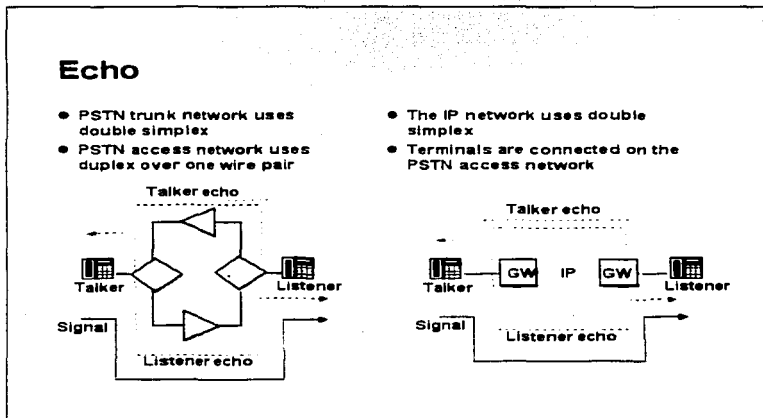 Echo
● PSTN trunk network uses
double simplex
● PSTN access network uses
duplex over one wire pair
Talker echo
Talker
Listener
Signal
Listener echo
● The IP network uses double
simplex
● Terminals are connected on the
PSTN access network
Talker echo
GW
IP
GW
Talker
Listener
Signal
Listener echo